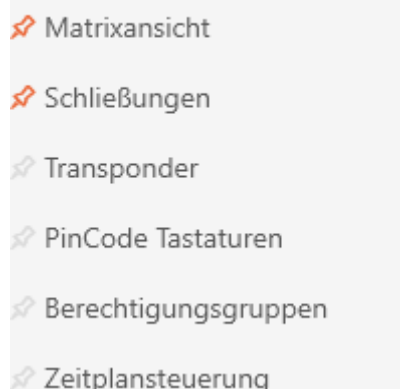 Matrixansicht
Schließungen
Transponder
PinCode Tastaturen
Berechtigungsgruppen
Zeitplansteuerung